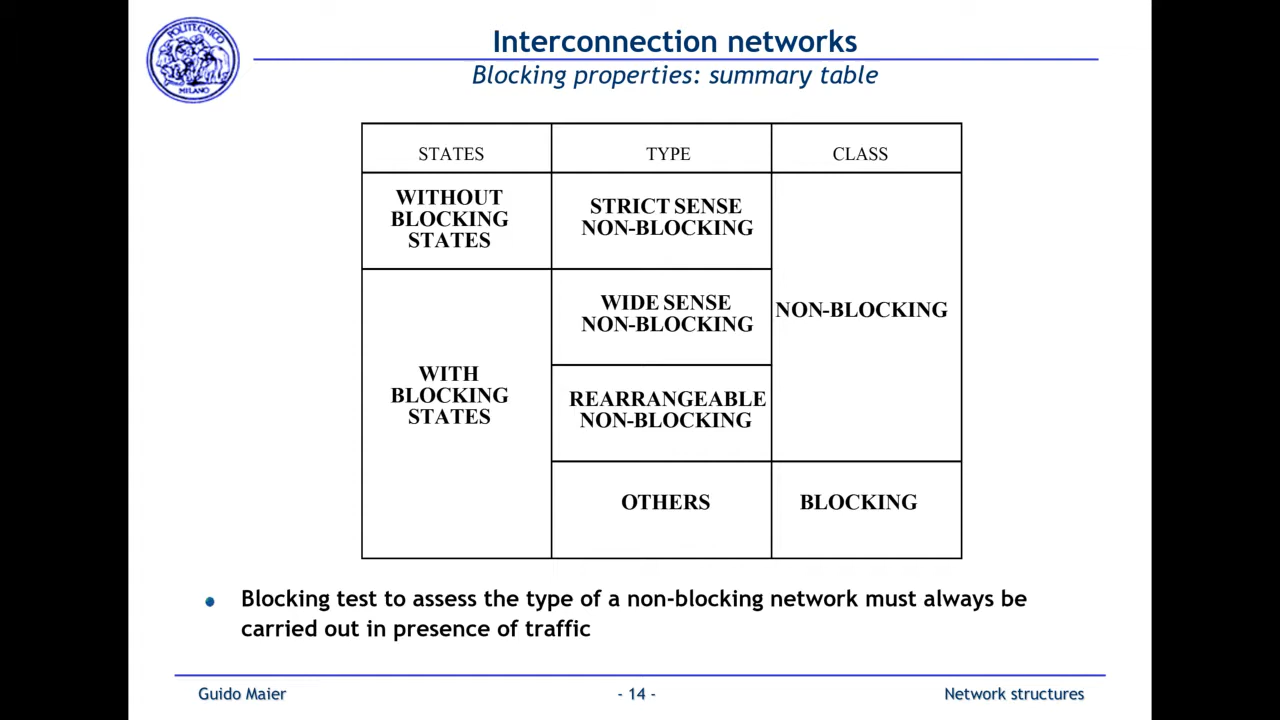 POLITECNICO
MILANO
Interconnection networks
Blocking properties: summary table
STATES TYPE CLASS
WITHOUT
BLOCKING
STATES
STRICT SENSE
NON-BLOCKING
WIDE SENSE
NON-BLOCKING
NON-BLOCKING
WITH
BLOCKING
STATES
REARRANGEABLE
NON-BLOCKING
OTHERS
BLOCKING
• Blocking test to assess the type of a non-blocking network must always be
carried out in presence of traffic
Guido Maier - 14 - Network structures